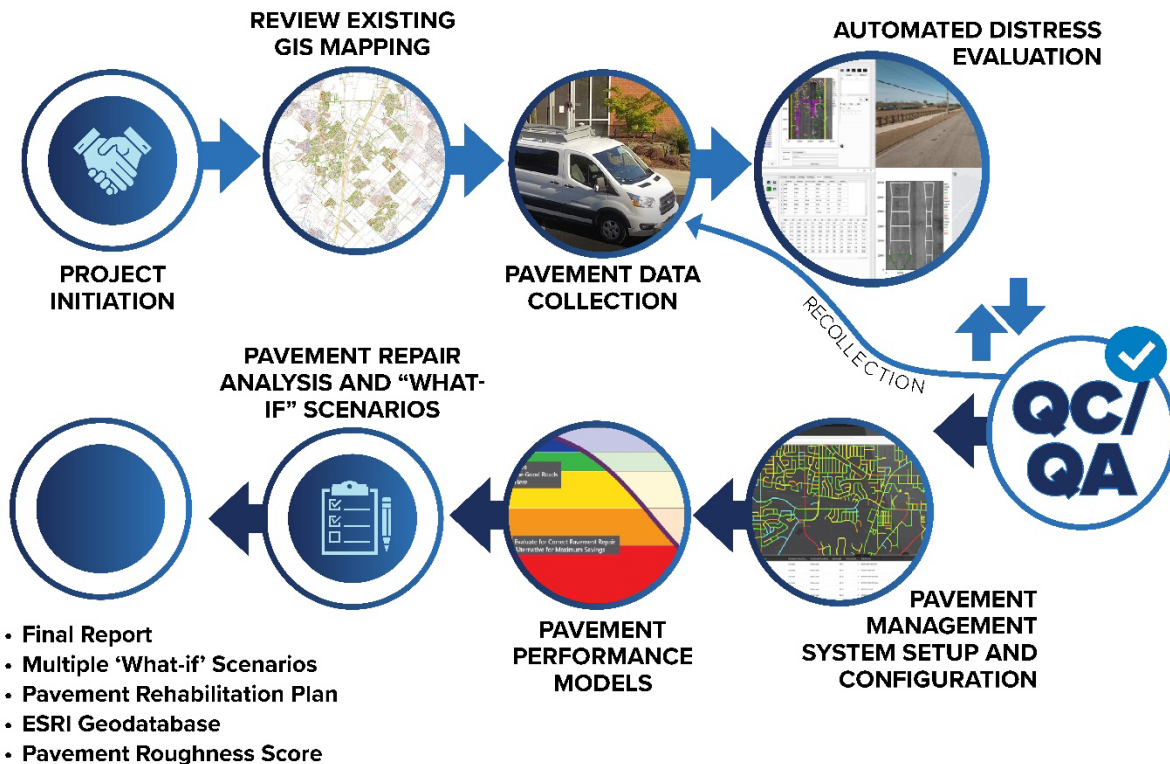 REVIEW EXISTING
GIS MAPPING
AUTOMATED DISTRESS
EVALUATION
PROJECT
INITIATION
PAVEMENT DATA
COLLECTION
RECOLLECTION
QC/
QA
PAVEMENT REPAIR
ANALYSIS AND “WHAT-
IF” SCENARIOS
Evaluate for Correct Pavement Repair
Alternative for Maximum Savings
PAVEMENT
PERFORMANCE
MODELS
PAVEMENT
MANAGEMENT
SYSTEM SETUP AND
CONFIGURATION
• Final Report
• Multiple ‘What-if’ Scenarios
• Pavement Rehabilitation Plan
• ESRI Geodatabase
• Pavement Roughness Score